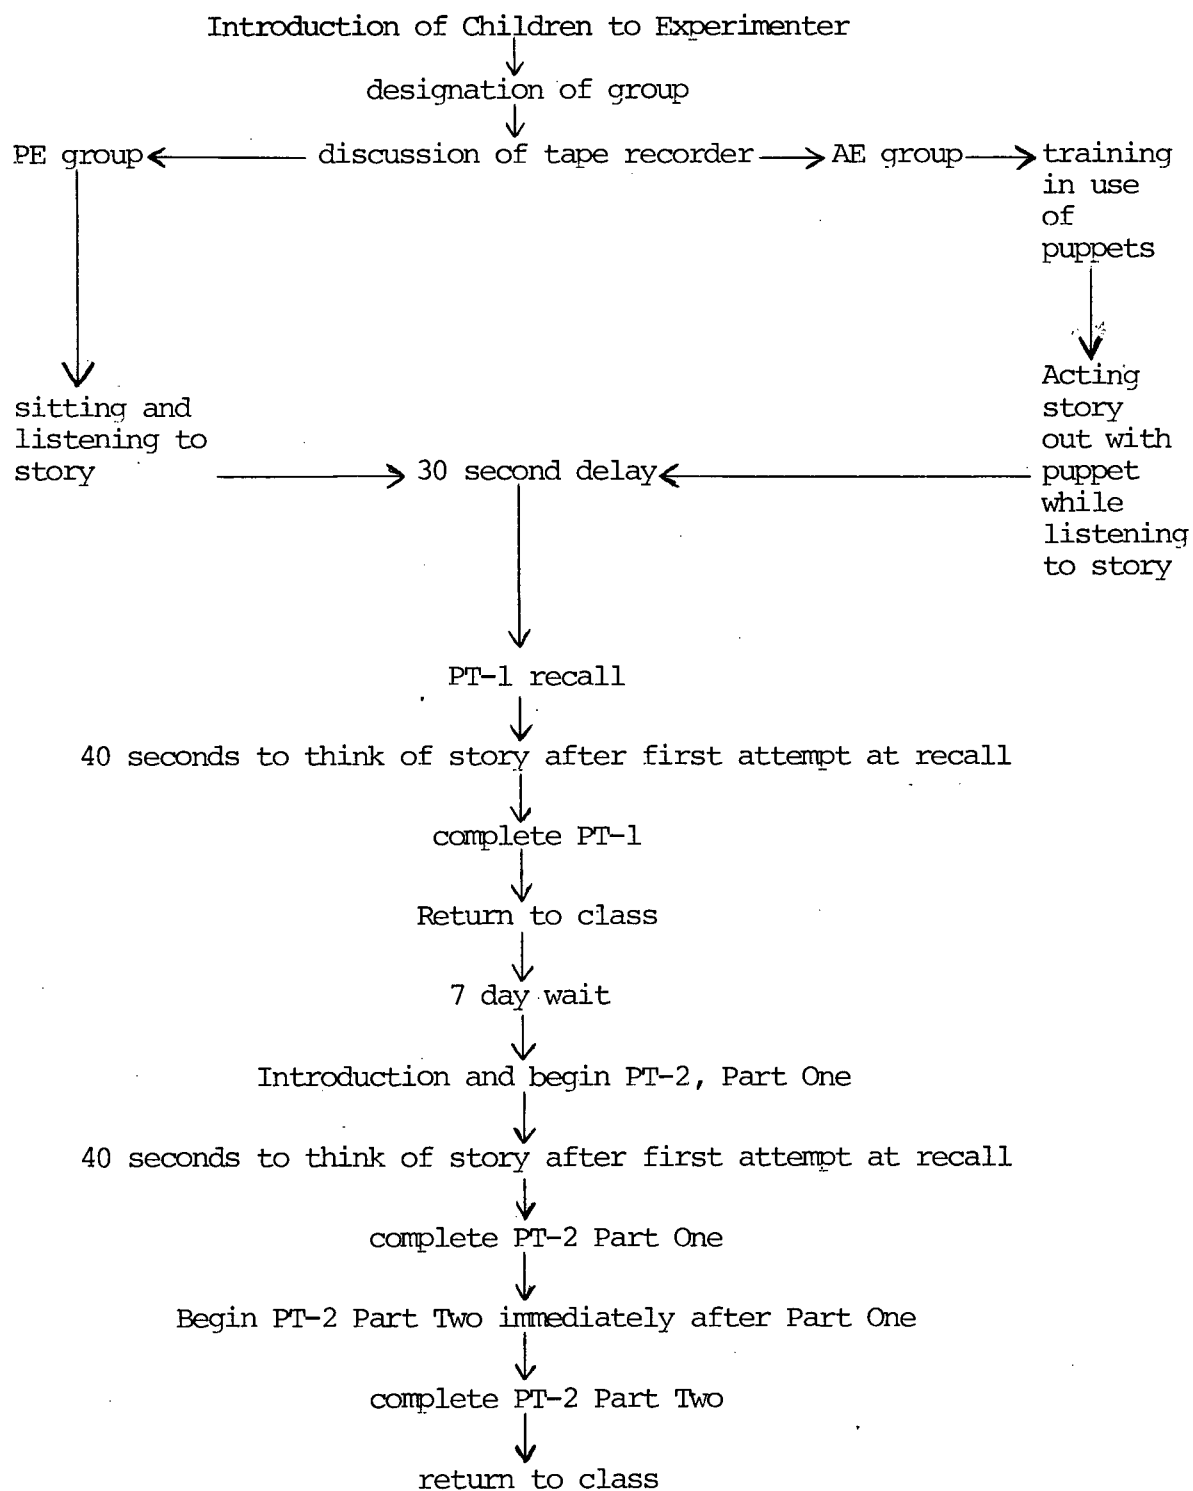 Introduction of Children to Experimenter
designation of group
PE group
discussion of tape recorder
AE group
training
in use
of
puppets
sitting and
listening to
story
Acting
story
out with
puppet
while
listening
to story
30 second delay
PT-1 recall
40 seconds to think of story after first attempt at recall
complete PT-1
Return to class
7 day wait
Introduction and begin PT-2, Part One
40 seconds to think of story after first attempt at recall
complete PT-2 Part One
Begin PT-2 Part Two immediately after Part One
complete PT-2 Part Two
return to class